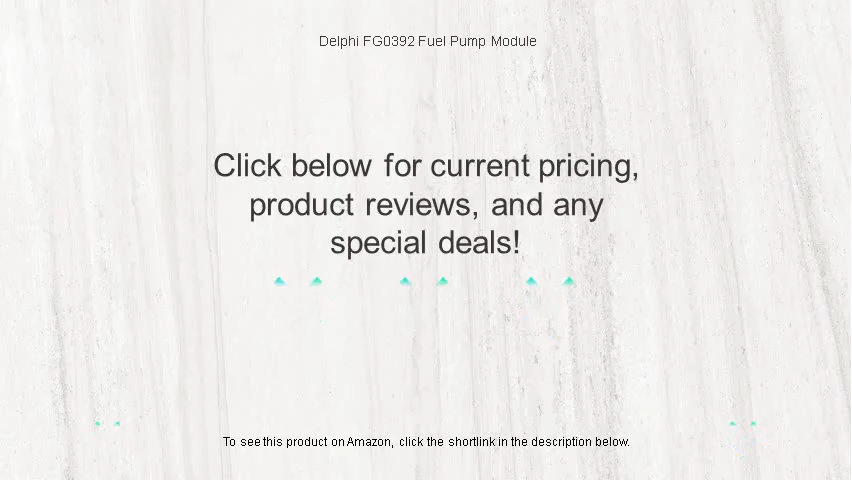 Delphi FG0392 Fuel Pump Module
Click below for current pricing,
product reviews, and any
special deals!
To see this product on Amazon, click the shortlink in the description below.